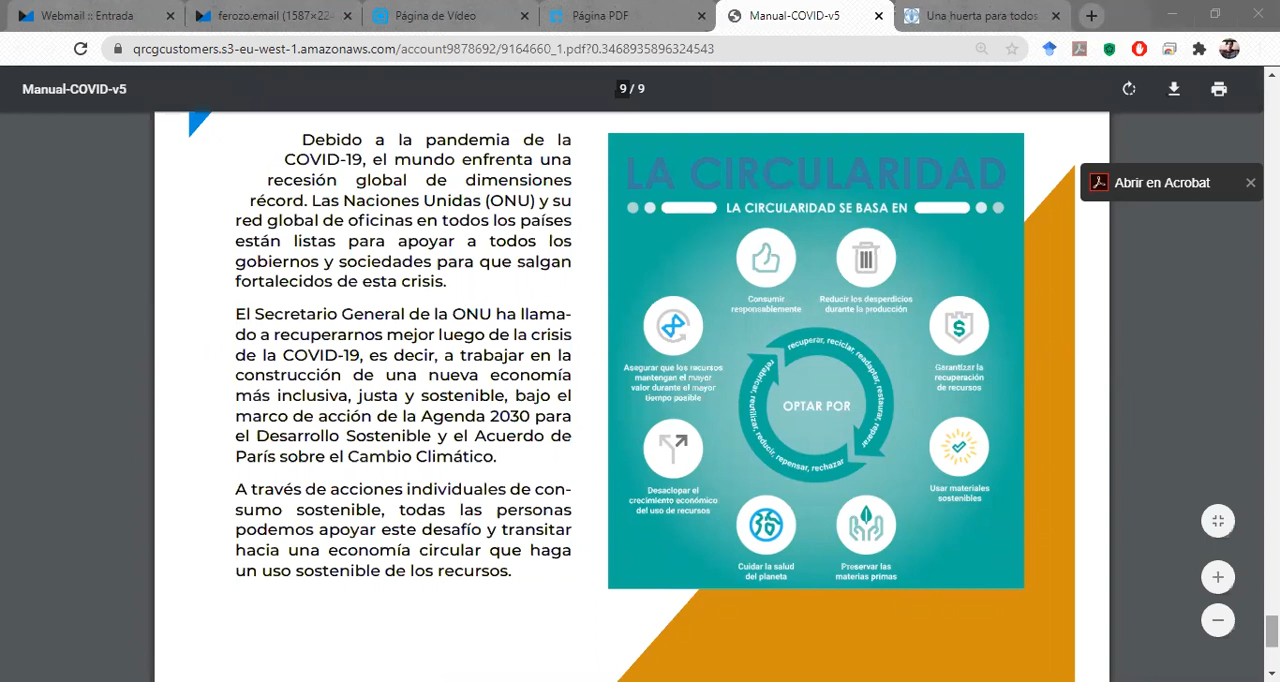 Webmail :: Entrada
ferozo.email (1587×22
Página de Vídeo
Página PDF
Manual-COVID-v5
Una huerta para todos
qrcgcustomers.s3-eu-west-1.amazonaws.com/account9878692/9164660_1.pdf?0.3468935896324543
Manual-COVID-v5
9 / 9
Abrir en Acrobat
Debido a la pandemia de la
COVID-19, el mundo enfrenta una
recesión global de dimensiones
récord. Las Naciones Unidas (ONU) y su
red global de oficinas en todos los países
están listas para apoyar a todos los
gobiernos y sociedades para que salgan
fortalecidos de esta crisis.
El Secretario General de la ONU ha llama-
do a recuperarnos mejor luego de la crisis
de la COVID-19, es decir, a trabajar en la
construcción de una nueva economía
más inclusiva, justa y sostenible, bajo el
marco de acción de la Agenda 2030 para
el Desarrollo Sostenible y el Acuerdo de
París sobre el Cambio Climático.
A través de acciones individuales de con-
sumo sostenible, todas las personas
podemos apoyar este desafío y transitar
hacia una economía circular que haga
un uso sostenible de los recursos.
LA CIRCULARIDAD
LA CIRCULARIDAD SE BASA EN
Consumir
responsablemente
Reducir los desperdicios
durante la producción
Asegurar que los recursos
mantengan el mayor
valor durante el mayor
tiempo posible
$
Garantizar la
recuperación
de recursos
recuperar, reciclar, readaptar, restaurar, reparar
OPTAR POR
refabricar, reutilizar, reducir, repensar, rechazar
Desaclopar el
crecimiento económico
del uso de recursos
Usar materiales
sostenibles
Cuidar la salud
del planeta
Preservar las
materias primas